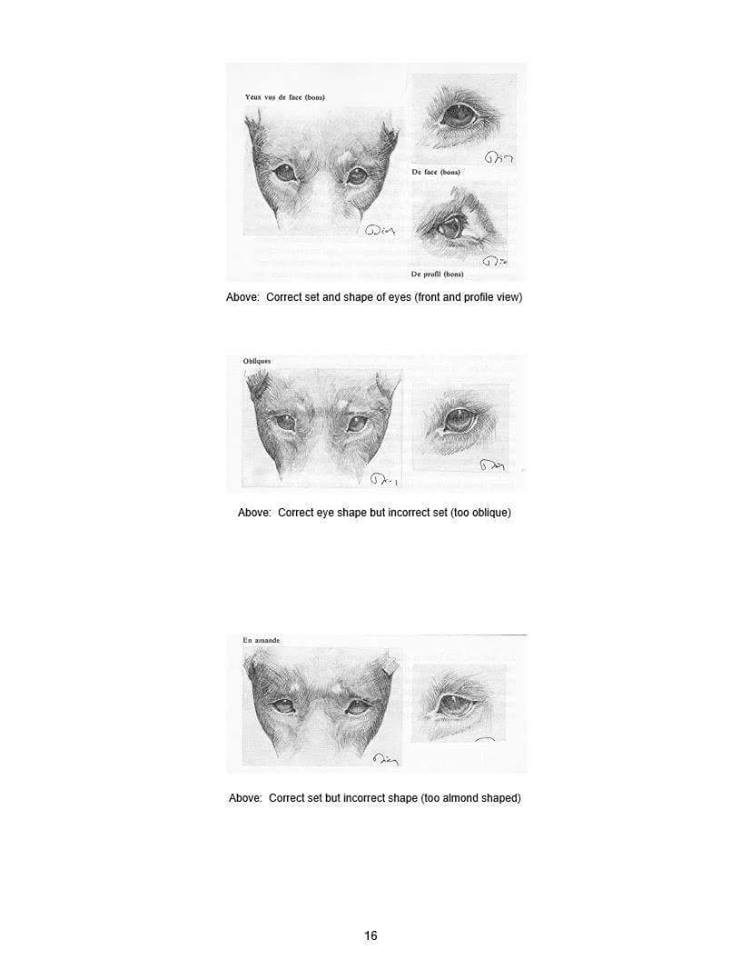 Yeux vus de face (bons)
De face (bons)
De profil (bons)
Above: Correct set and shape of eyes (front and profile view)
Obliques
Above: Correct eye shape but incorrect set (too oblique)
En amande
Above: Correct set but incorrect shape (too almond shaped)
16